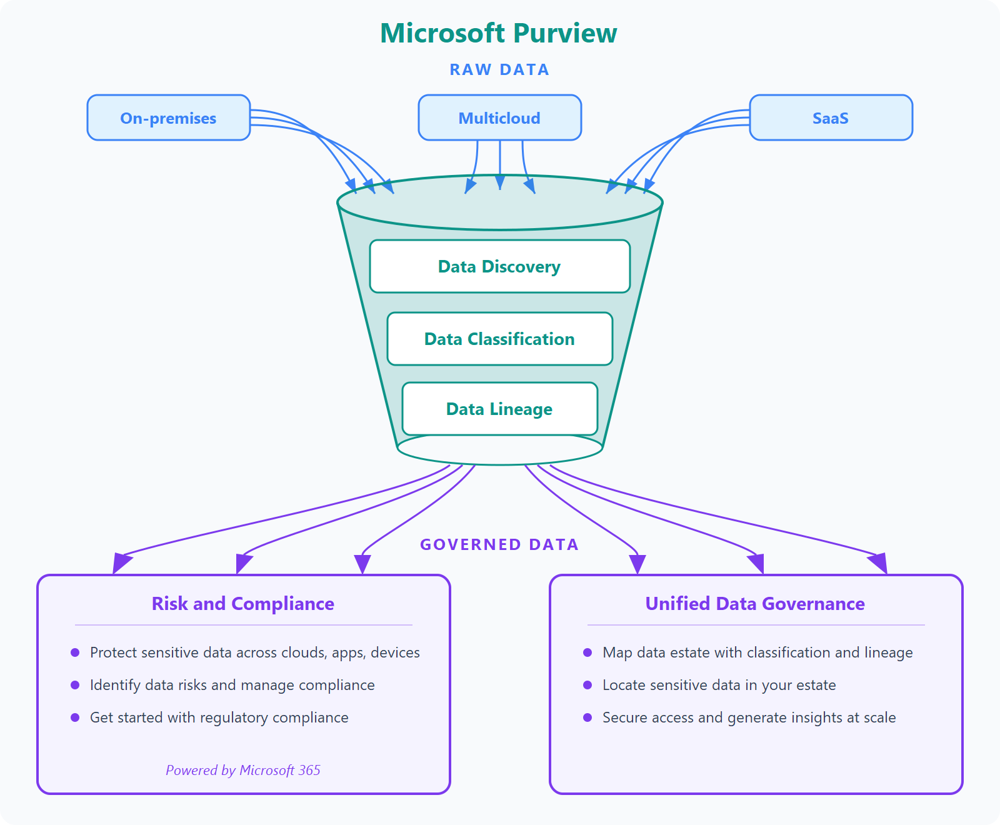 Microsoft Purview
RAW DATA
On-premises
Multicloud
SaaS
Data Discovery
Data Classification
Data Lineage
GOVERNED DATA
Risk and Compliance
Protect sensitive data across clouds, apps, devices
Identify data risks and manage compliance
Get started with regulatory compliance
Powered by Microsoft 365
Unified Data Governance
Map data estate with classification and lineage
Locate sensitive data in your estate
Secure access and generate insights at scale